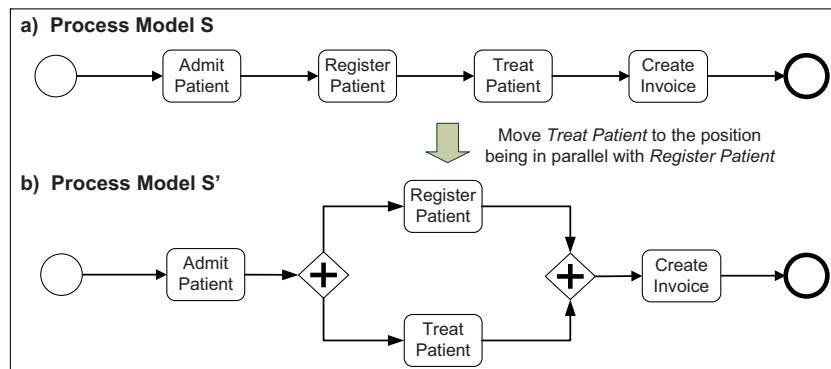 a) Process Model S
Admit
Patient
Register
Patient
Treat
Patient
Create
Invoice
Move Treat Patient to the position
being in parallel with Register Patient
b) Process Model S’
Admit
Patient
Register
Patient
Treat
Patient
Create
Invoice